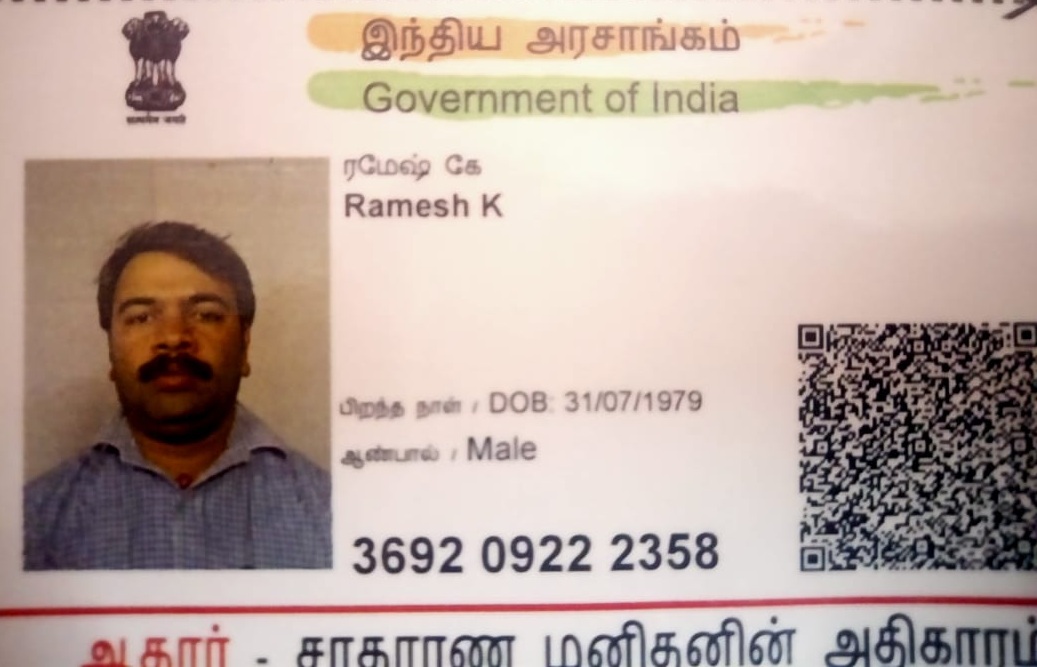 இந்திய அரசாங்கம்
Government of India
सत्यमेव जयते
ரமேஷ் கே
Ramesh K
பிறந்த நாள் / DOB: 31/07/1979
ஆண்பால் / Male
3692 0922 2358
ஆதார் - சாதாரண மனிதனின் அதிகாரம்